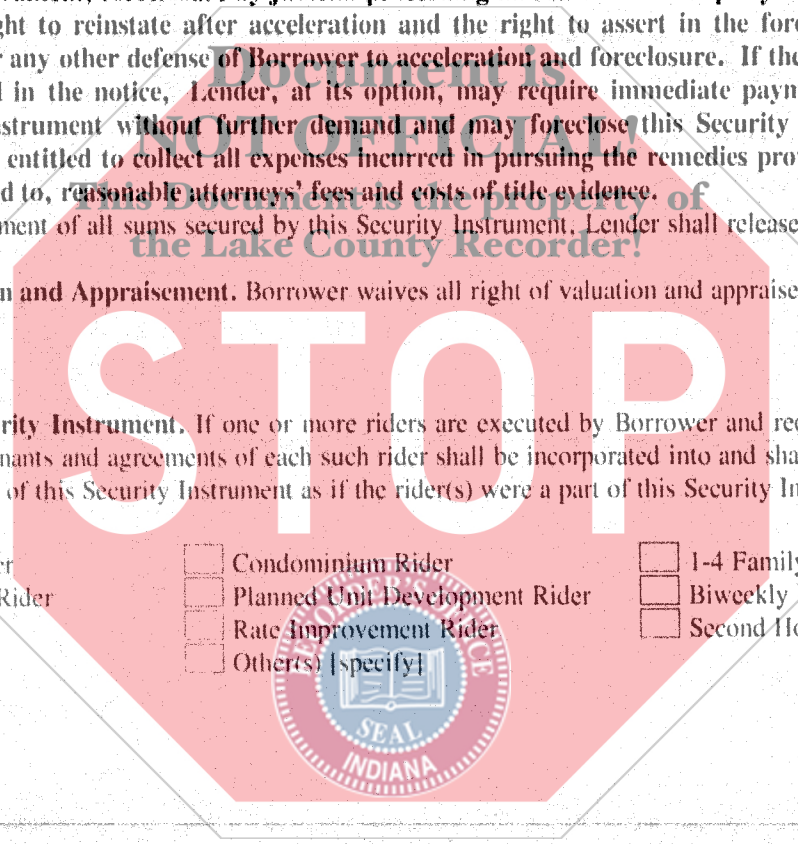 ght to reinstate after acceleration and the right to assert in the fore
r any other defense of Borrower to acceleration and foreclosure. If the
Document is
d in the notice, Lender, at its option, may require immediate paym
nstrument without further demand and may foreclose this Security
NOT OFFICIAL!
entitled to collect all expenses incurred in pursuing the remedies prov
d to, reasonable attorneys' fees and costs of title evidence.
This Document is the property of
ment of all sums secured by this Security Instrument, Lender shall release
the Lake County Recorder!
n and Appraisement. Borrower waives all right of valuation and appraise
STOP
rity Instrument. If one or more riders are executed by Borrower and rec
nants and agreements of each such rider shall be incorporated into and sha
of this Security Instrument as if the rider(s) were a part of this Security In
er Condominium Rider 1-4 Family
Rider Planned Unit Development Rider Biweekly
Rate Improvement Rider Second Ho
Other(s) [specify]
RECORDER'S OFFICE
SEAL
INDIANA